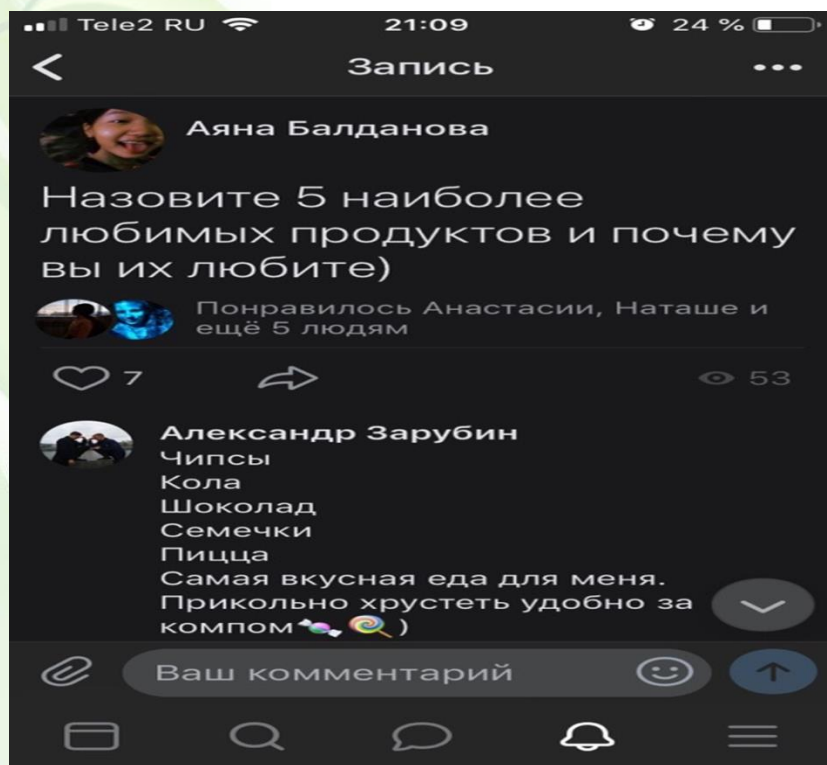 Tele2 RU 21:09 24 %
Запись
Аяна Балданова
Назовите 5 наиболее
любимых продуктов и почему
вы их любите)
Понравилось Анастасии, Наташе и
ещё 5 людям
7 53
Александр Зарубин
Чипсы
Кола
Шоколад
Семечки
Пицца
Самая вкусная еда для меня.
Прикольно хрустеть удобно за
компом🍬🍭)
Ваш комментарий